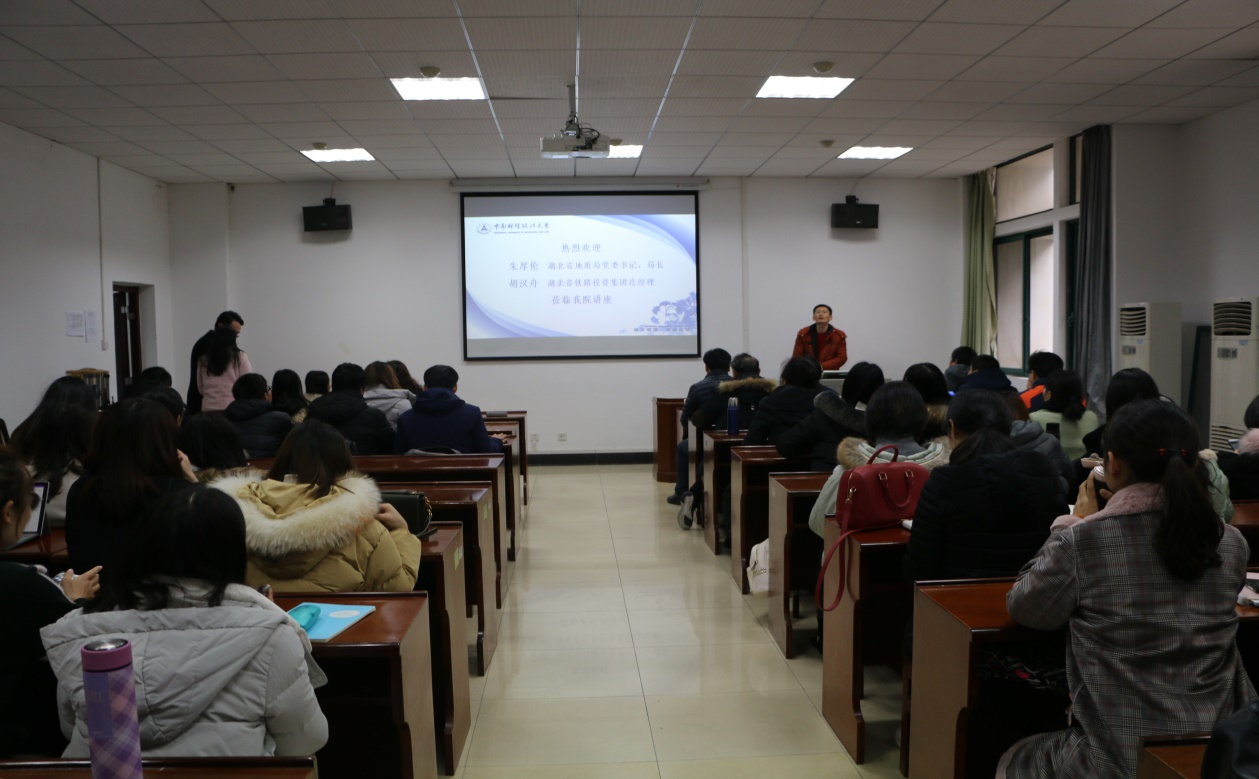 中南财经政法大学
热烈欢迎
朱厚伦 湖北省地震局党委书记、局长
胡汉舟 湖北省铁路投资集团总经理
莅临我院讲座